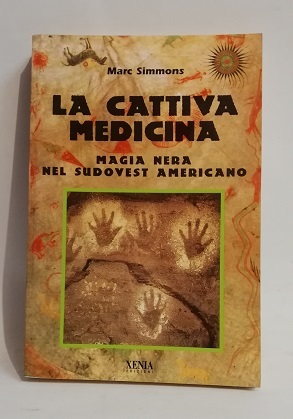 Marc Simmons
LA CATTIVA
MEDICINA
MAGIA NERA
NEL SUDOVEST AMERICANO
XENIA
EDIZIONI